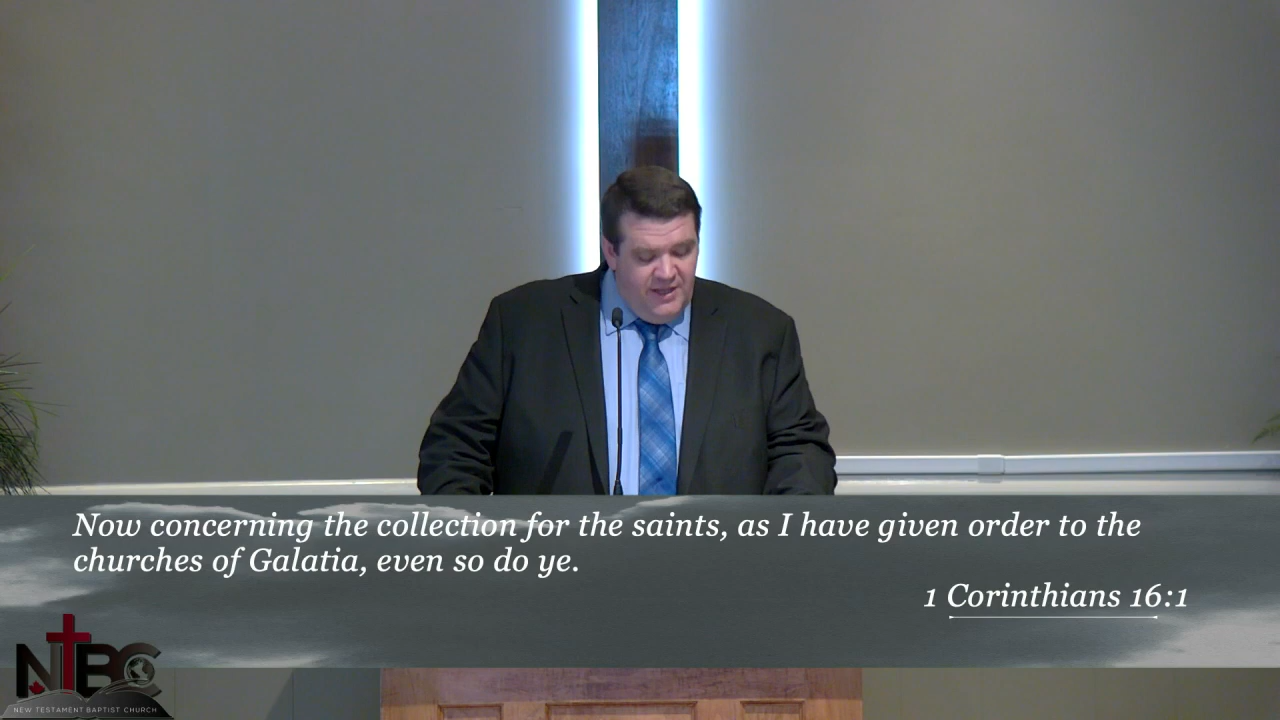 Now concerning the collection for the saints, as I have given order to the
churches of Galatia, even so do ye.
1 Corinthians 16:1
NTBC
NEW TESTAMENT BAPTIST CHURCH